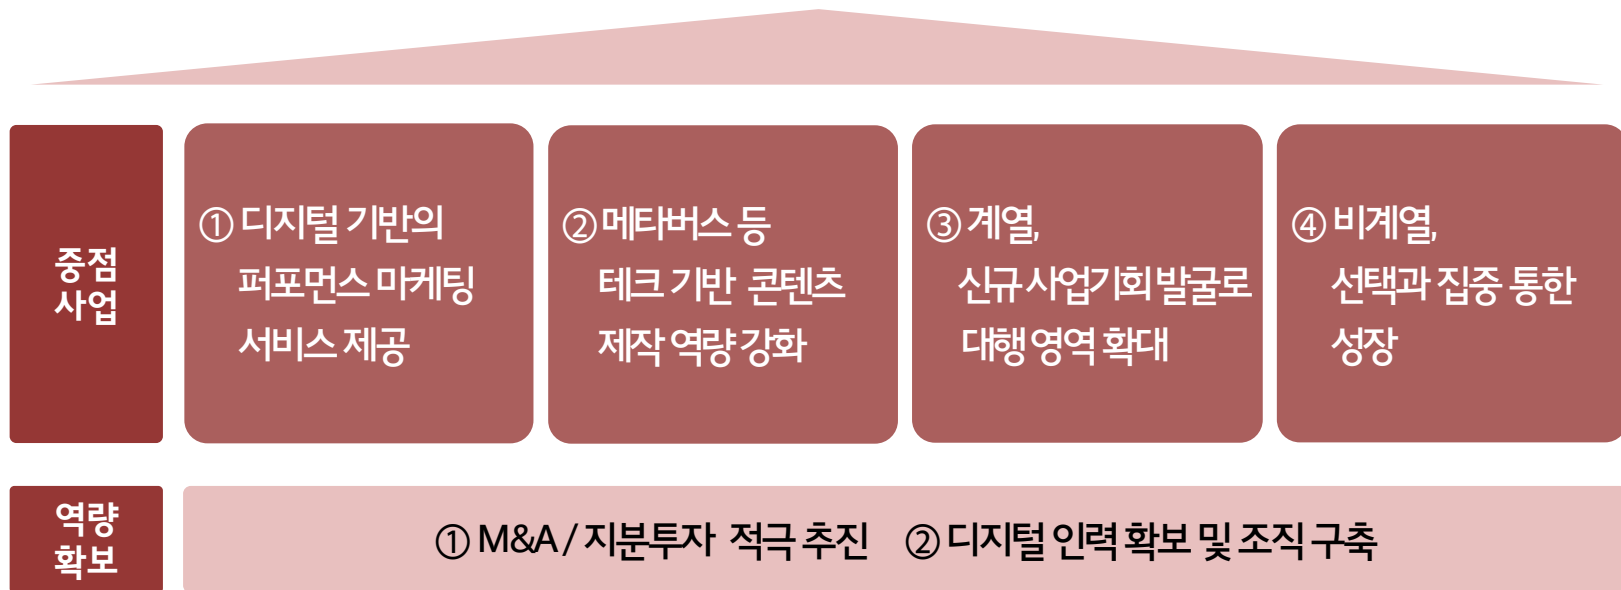 중점
사업
① 디지털 기반의
퍼포먼스 마케팅
서비스 제공
② 메타버스 등
테크 기반 콘텐츠
제작 역량 강화
③ 계열,
신규 사업기회 발굴로
대행 영역 확대
④ 비계열,
선택과 집중 통한
성장
역량
확보
① M&A / 지분투자 적극 추진 ② 디지털 인력 확보 및 조직 구축